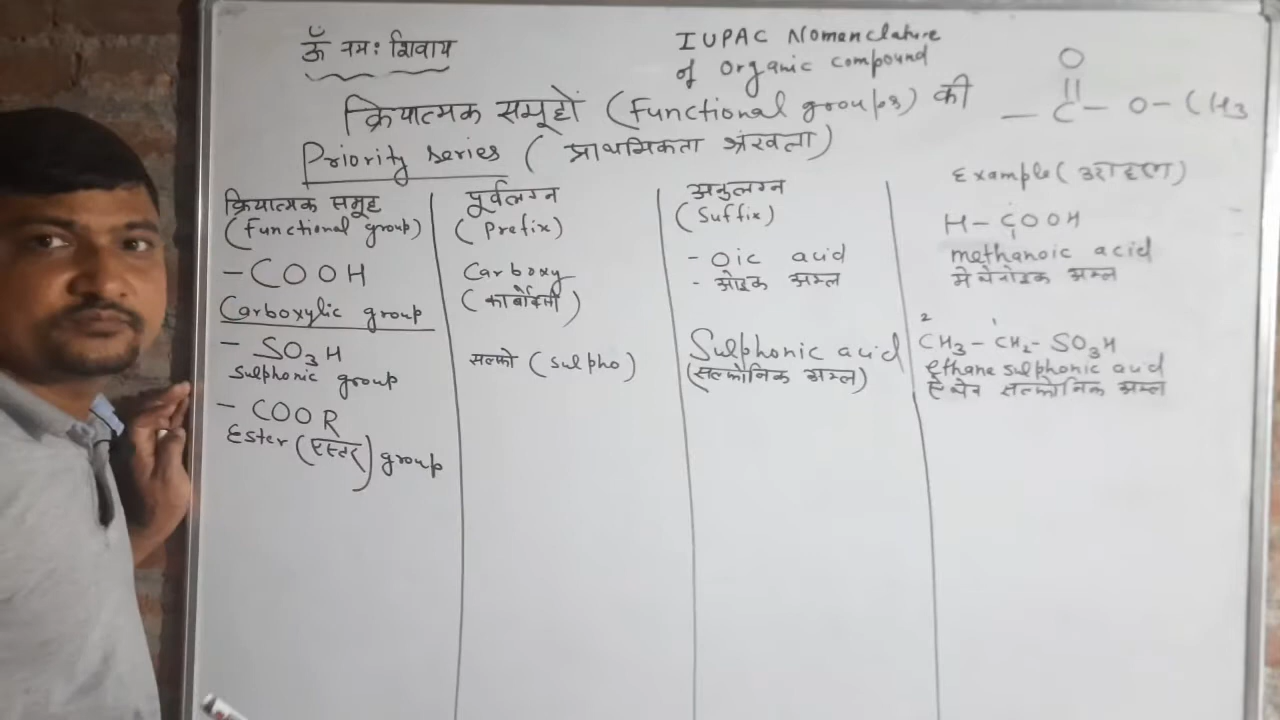 ॐ नमः शिवाय
IUPAC Nomenclature
of Organic compound
क्रियात्मक समूहों (Functional groups) की
Priority series (प्राथमिकता श्रंखला)
O
||
— C — O — CH3
क्रियात्मक समूह
(Functional group)
पूर्वलग्न
(Prefix)
अनुलग्न
(Suffix)
Example (उदाहरण)
- COOH
Carboxylic group
Carboxy
(कार्बोक्सी)
- Oic acid
- ओइक अम्ल
H - COOH
1
methanoic acid
मेथेनोइक अम्ल
- SO3H
Sulphonic group
सल्फो (Sulpho)
Sulphonic acid
(सल्फोनिक अम्ल)
2 1
CH3 - CH2 - SO3H
Ethane sulphonic acid
ऐथेन सल्फोनिक अम्ल
- COOR
Ester (एस्टर) group